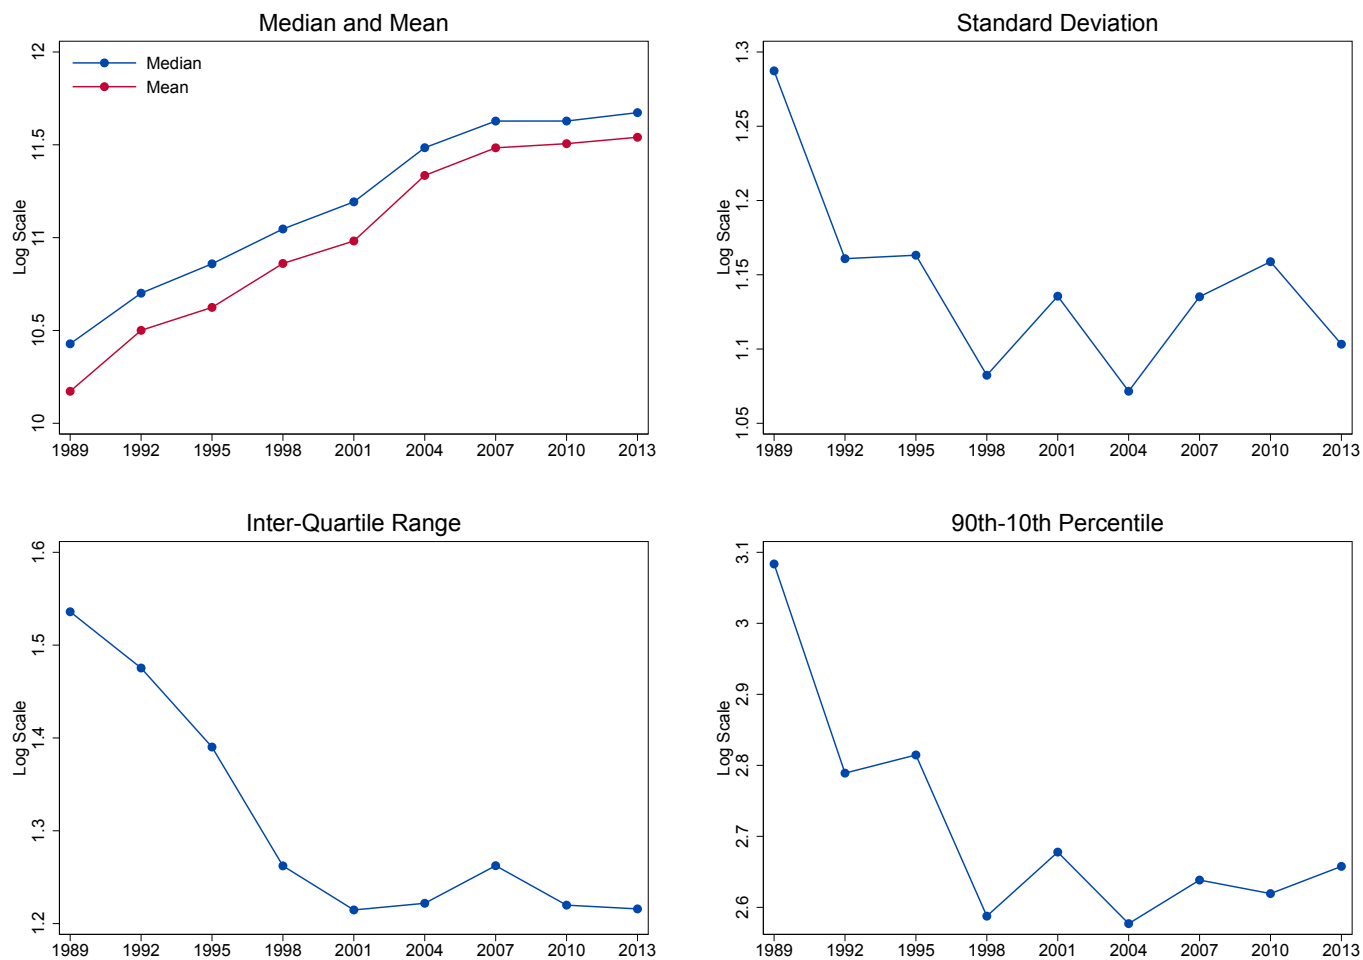 Median and Mean
12
11.5
11
10.5
10
Log Scale
Median
Mean
1989 1992 1995 1998 2001 2004 2007 2010 2013
Standard Deviation
1.3
1.25
1.2
1.15
1.1
1.05
Log Scale
1989 1992 1995 1998 2001 2004 2007 2010 2013
Inter-Quartile Range
1.6
1.5
1.4
1.3
1.2
Log Scale
1989 1992 1995 1998 2001 2004 2007 2010 2013
90th-10th Percentile
3.1
3
2.9
2.8
2.7
2.6
Log Scale
1989 1992 1995 1998 2001 2004 2007 2010 2013